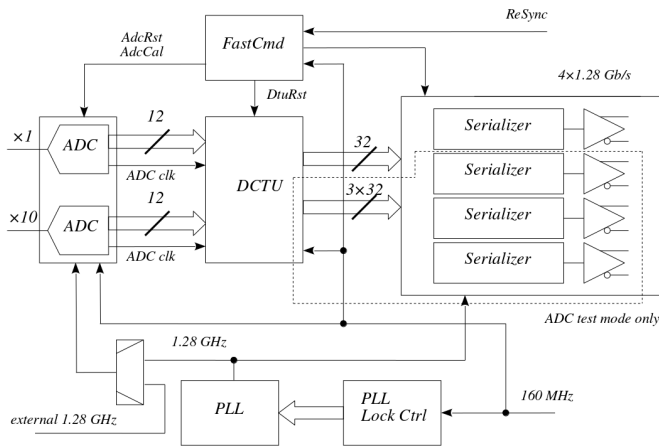 AdcRst
AdcCal
FastCmd
ReSync
DtuRst
4×1.28 Gb/s
×1
ADC
12
ADC clk
×10
ADC
12
ADC clk
DCTU
32
3×32
Serializer
Serializer
Serializer
Serializer
ADC test mode only
1.28 GHz
external 1.28 GHz
PLL
PLL
Lock Ctrl
160 MHz